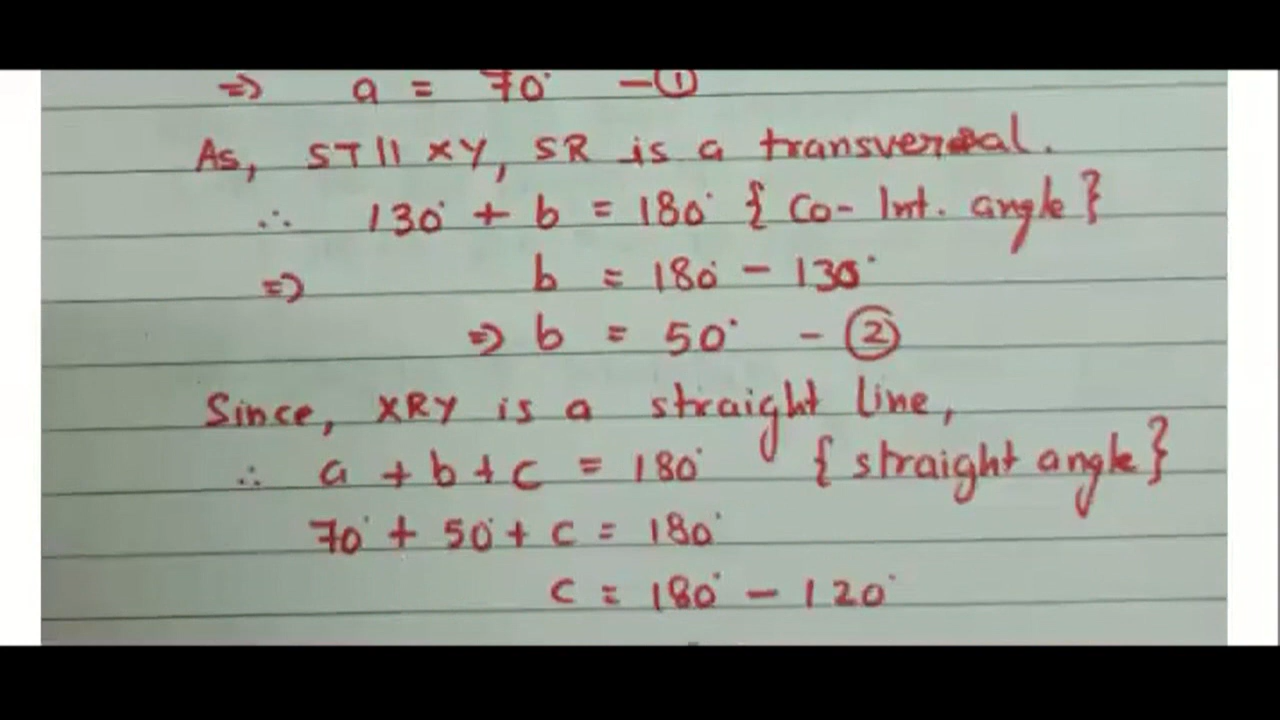 => a = 70° - ①
As, ST || XY, SR is a transversal.
∴ 130° + b = 180° { Co- Int. angle }
=> b = 180° - 130°
=> b = 50° - ②
Since, XRY is a straight line,
∴ a + b + c = 180° { straight angle }
70° + 50° + c = 180°
c = 180° - 120°